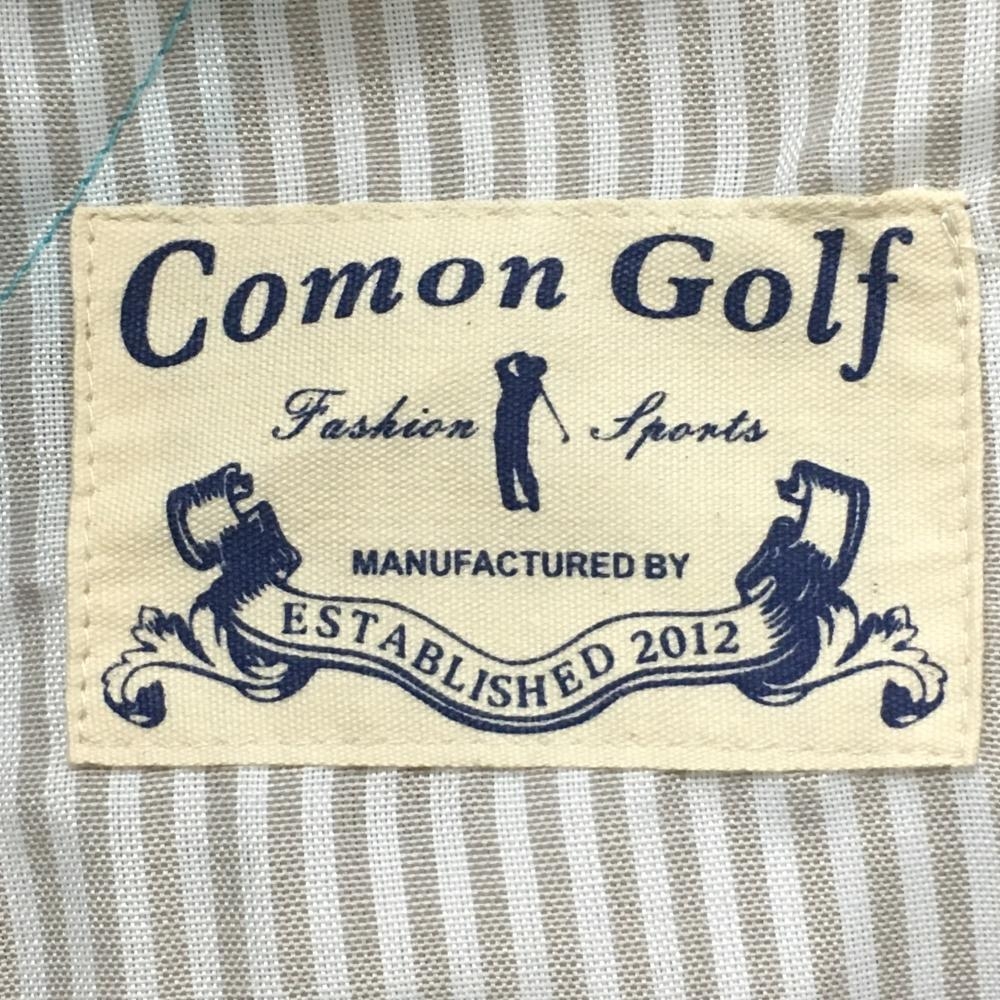 Comon Golf
Fashion Sports
MANUFACTURED BY
ESTABLISHED 2012